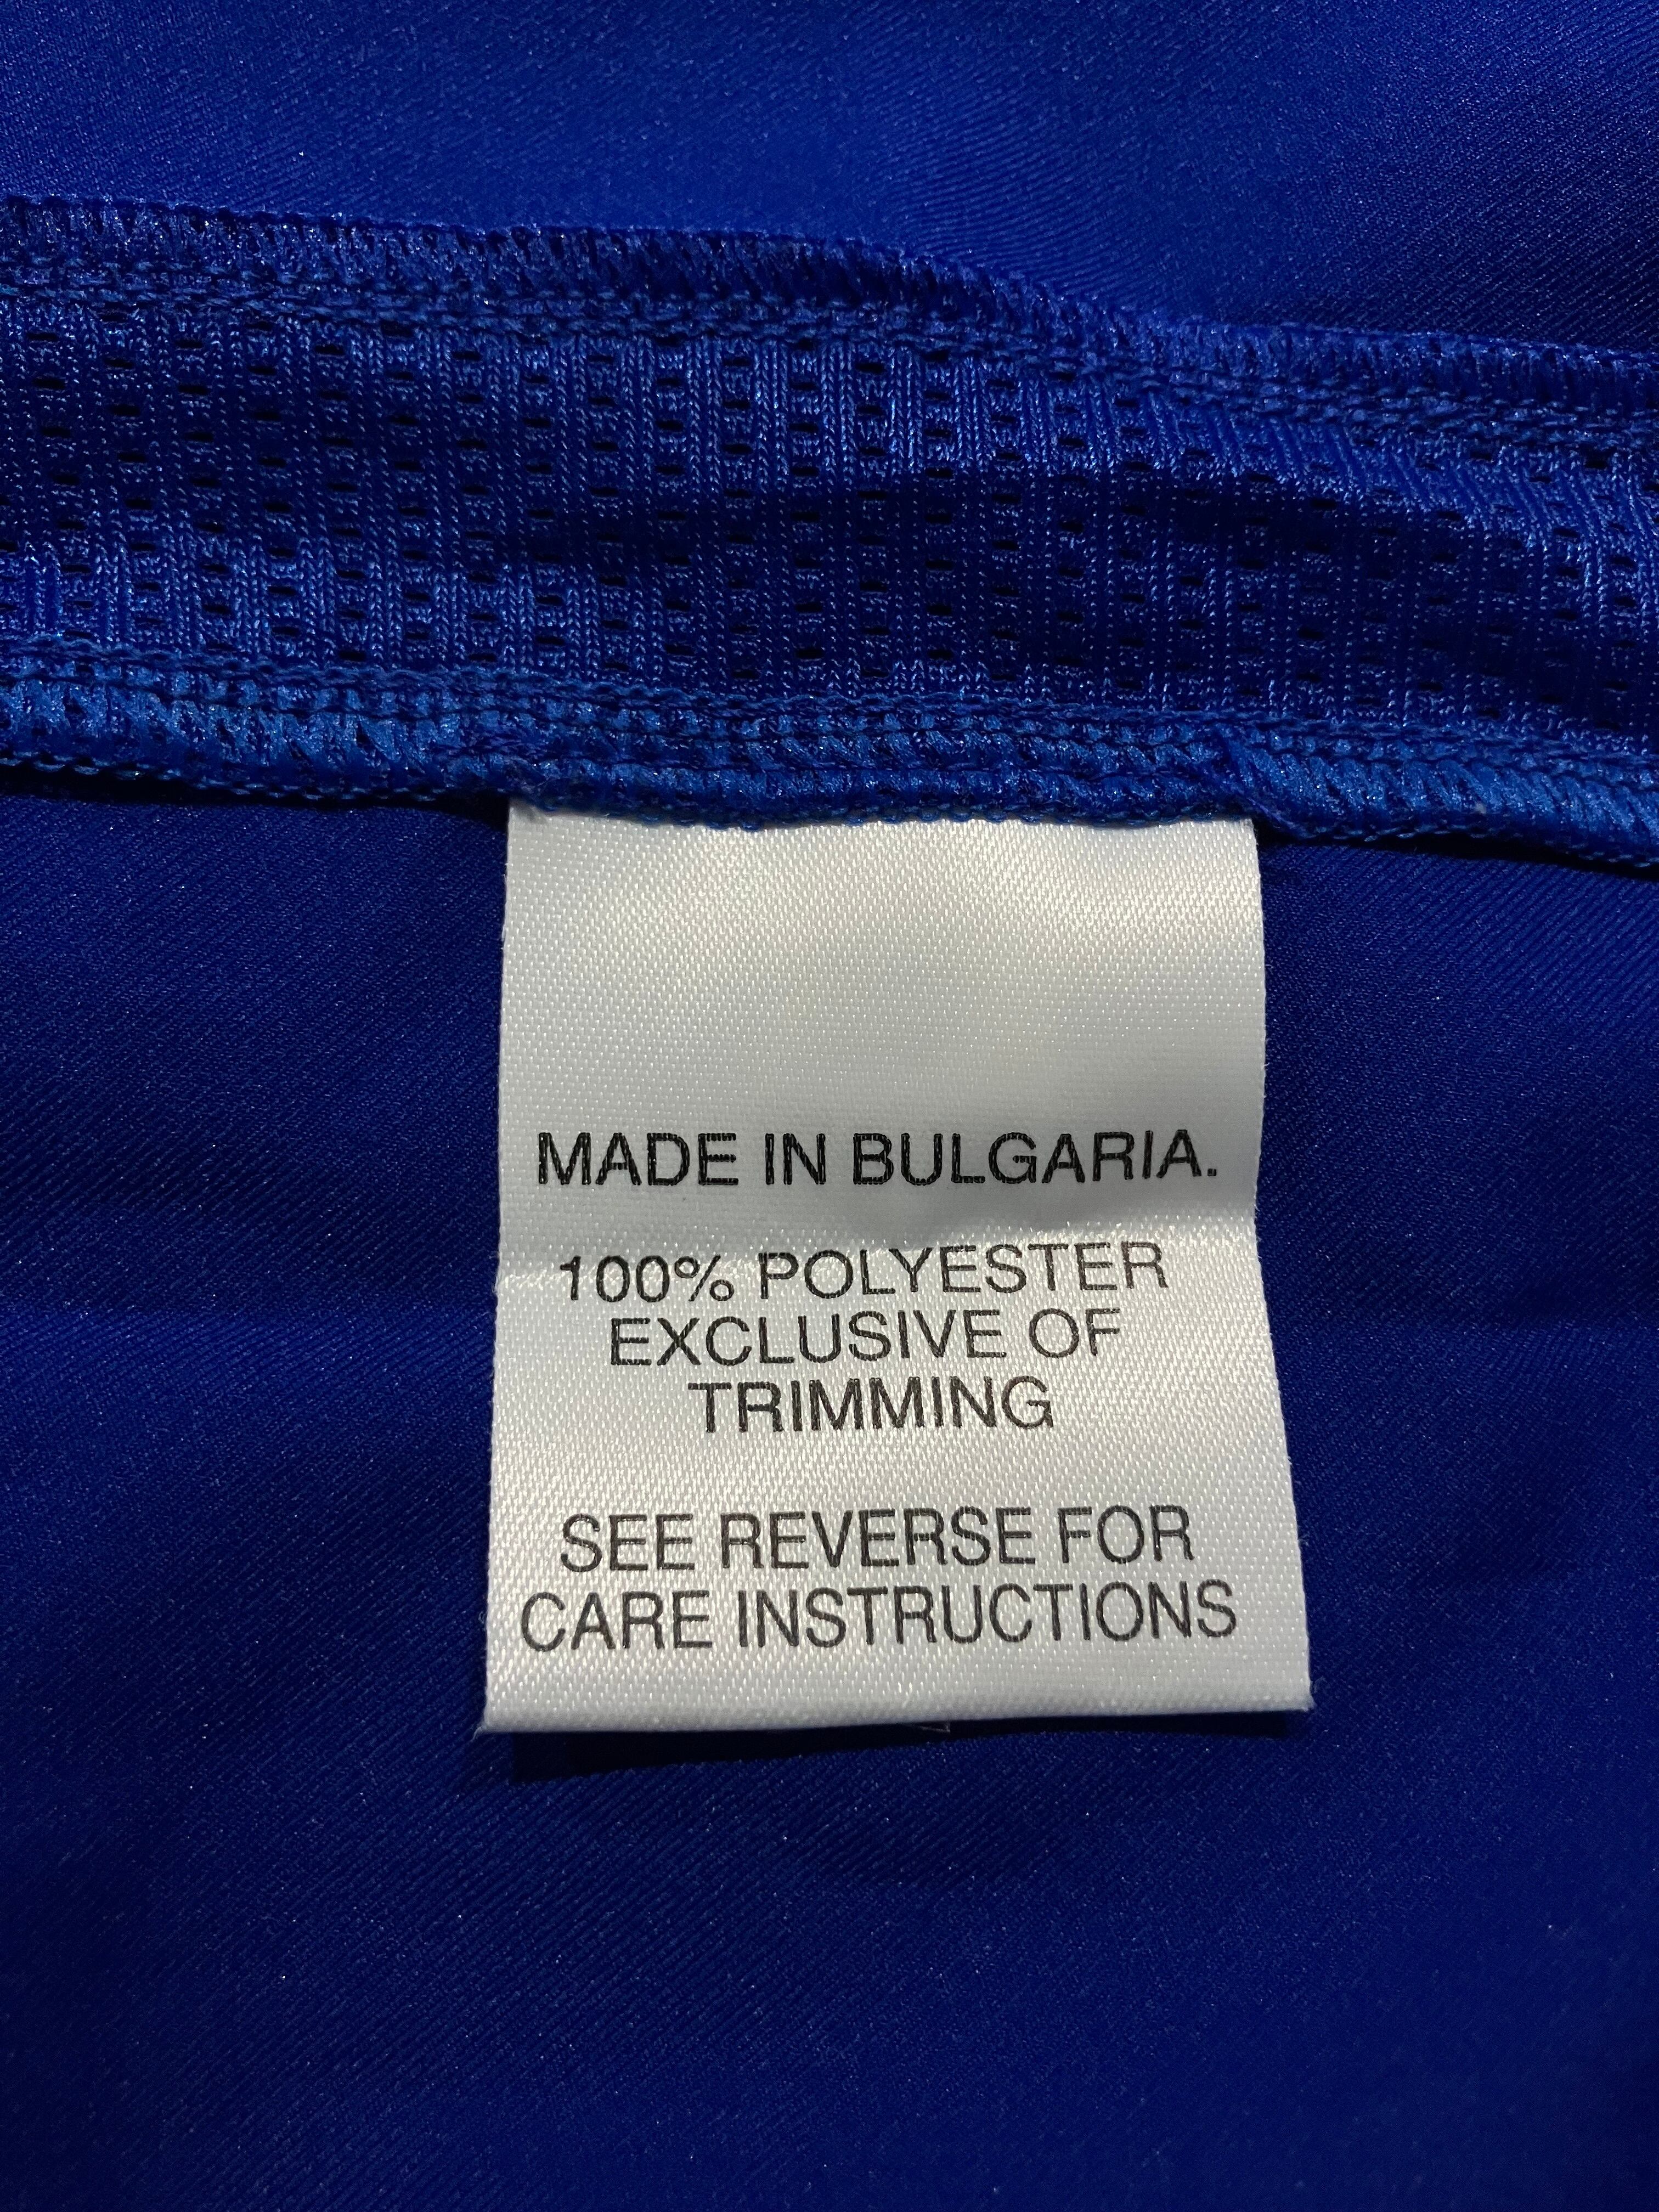 MADE IN BULGARIA.
100% POLYESTER
EXCLUSIVE OF
TRIMMING
SEE REVERSE FOR
CARE INSTRUCTIONS